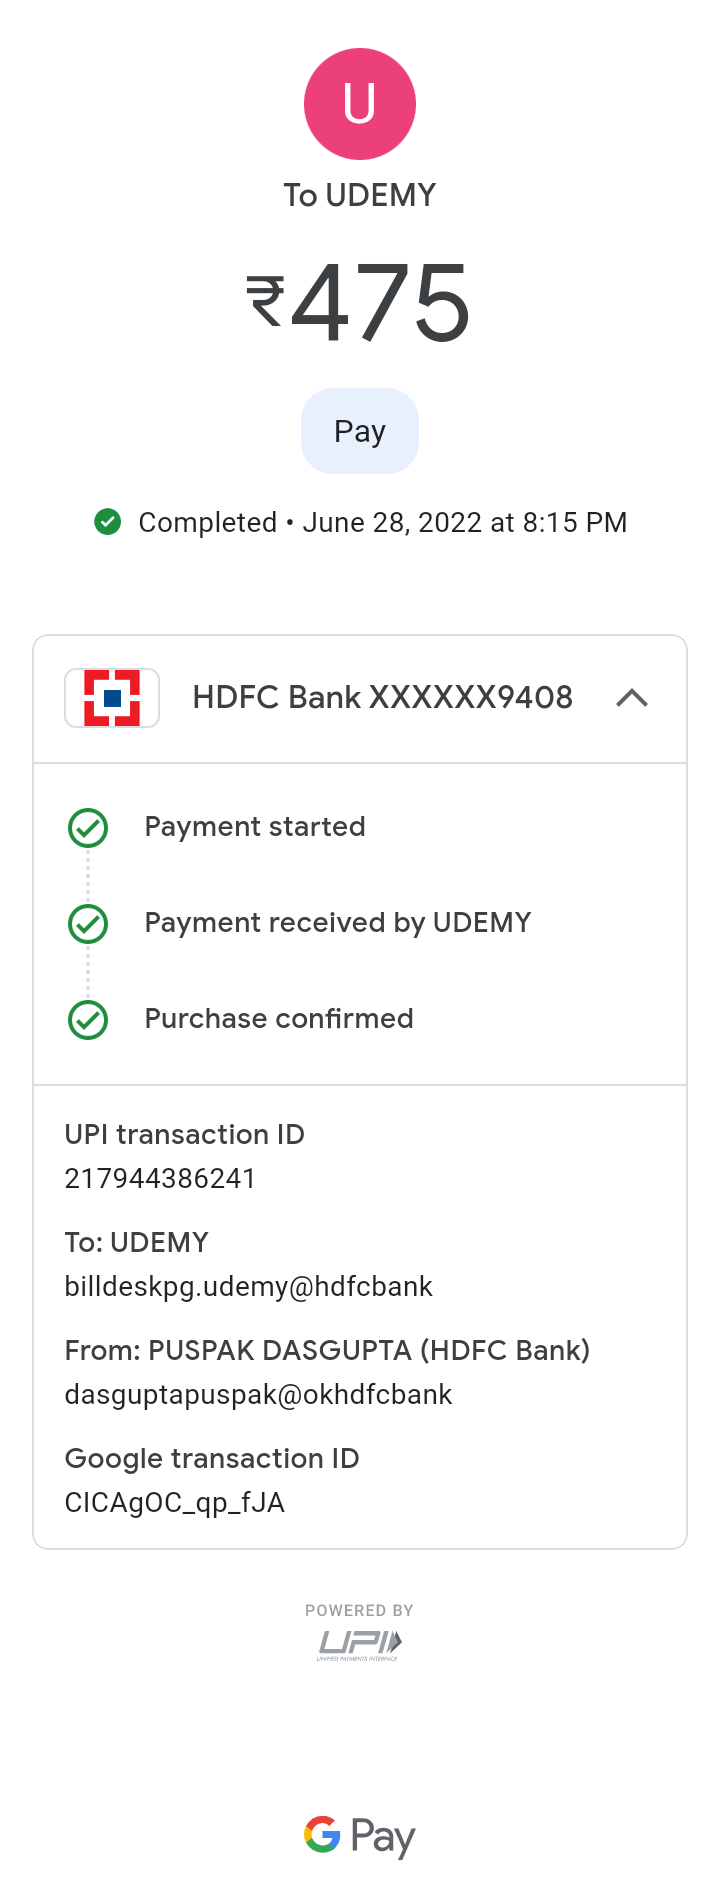 U
To UDEMY
₹475
Pay
Completed • June 28, 2022 at 8:15 PM
HDFC Bank XXXXXX9408
Payment started
Payment received by UDEMY
Purchase confirmed
UPI transaction ID
217944386241
To: UDEMY
billdeskpg.udemy@hdfcbank
From: PUSPAK DASGUPTA (HDFC Bank)
dasguptapuspak@okhdfcbank
Google transaction ID
CICAgOC_qp_fJA
POWERED BY
UPI
UNIFIED PAYMENTS INTERFACE
G Pay